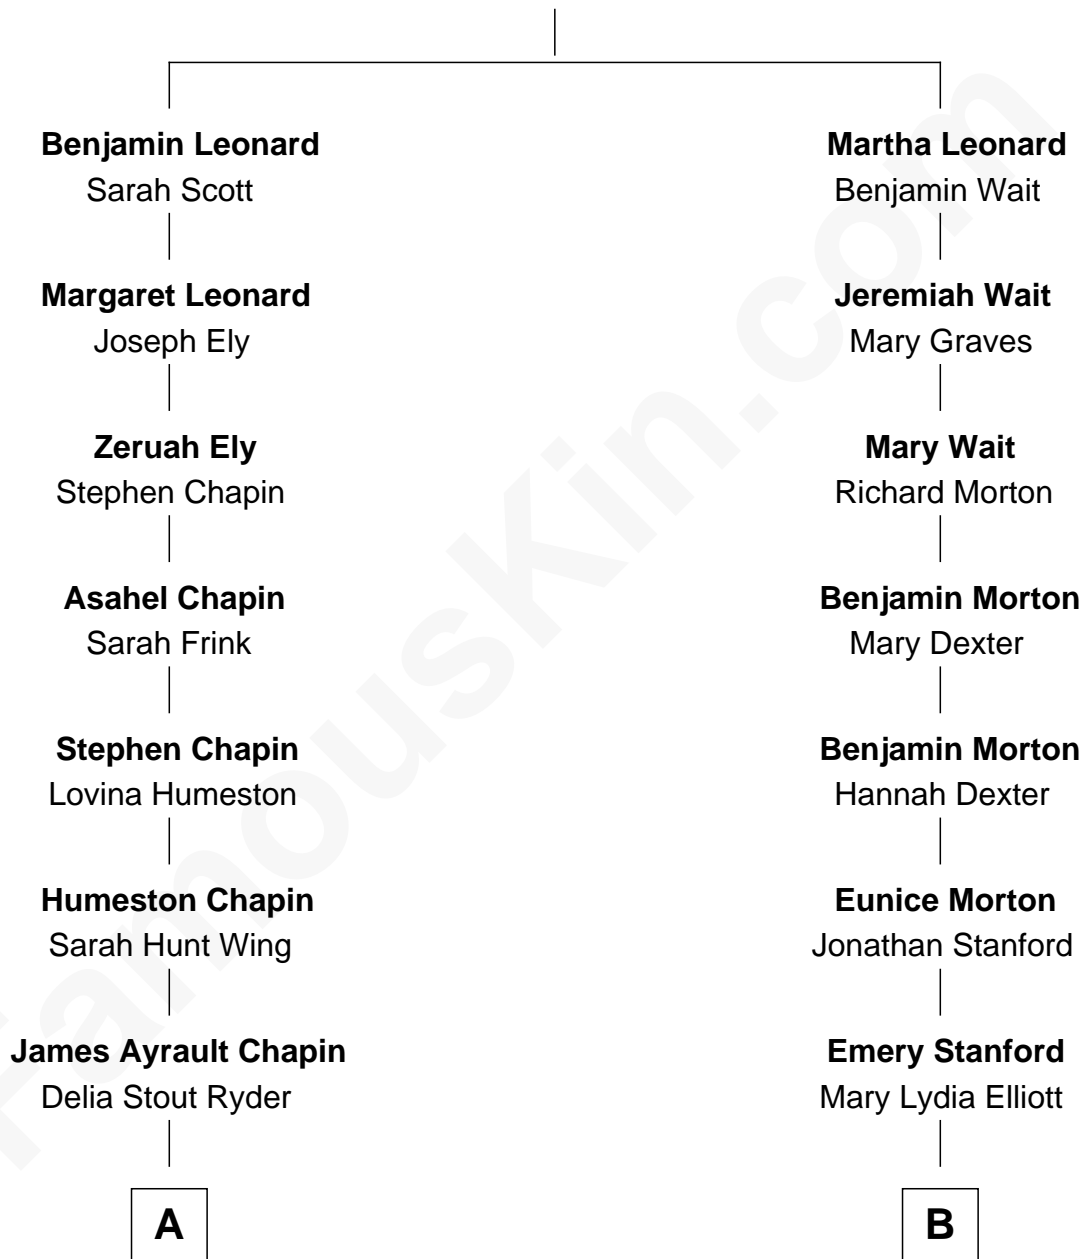 Benjamin Leonard
Sarah Scott
Margaret Leonard
Joseph Ely
Zeruah Ely
Stephen Chapin
Asahel Chapin
Sarah Frink
Stephen Chapin
Lovina Humeston
Humeston Chapin
Sarah Hunt Wing
James Ayrault Chapin
Delia Stout Ryder
A
Martha Leonard
Benjamin Wait
Jeremiah Wait
Mary Graves
Mary Wait
Richard Morton
Benjamin Morton
Mary Dexter
Benjamin Morton
Hannah Dexter
Eunice Morton
Jonathan Stanford
Emery Stanford
Mary Lydia Elliott
B
FamousKin.com